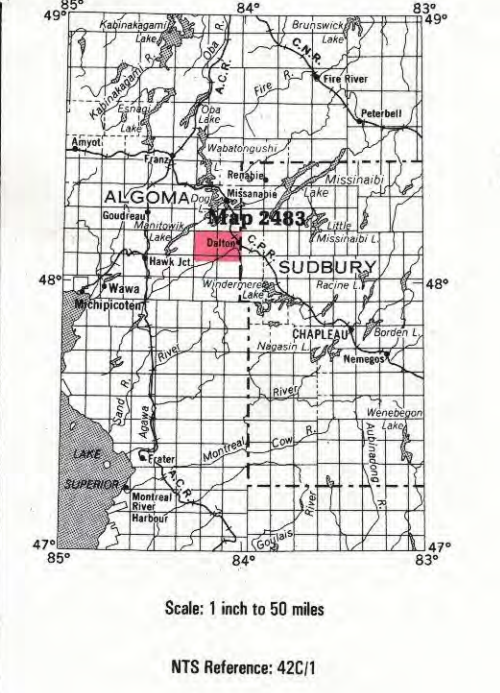 85°
84°
83°
49°
49°
Kabinakagami
Lake
Oba R.
Brunswick
Lake
A.C.R.
C.N.R.
Kabinakagami R.
Fire R.
Fire River
Esnagi
Lake
Oba
Lake
Peterbell
Amyot
Wabatongushi
L.
Franz
Renabie
Missinaibi
Lake
ALGOMA
Dog
Missanabie
Goudreau
Map 2483
Little
Missinaibi L.
Manitowik
Lake
Dalton
C.P.R.
Hawk Jct.
SUDBURY
48°
48°
Windermere
Lake
Racine L.
Wawa
Michipicoten
CHAPLEAU
Borden L.
Nagasin L.
Nemegos
River
River
Sand R.
Agawa
Wenebegon
Lake
Montreal
Cow R.
Aubinadong
R.
LAKE
SUPERIOR
Frater
A.C.R.
Montreal
River
Harbour
River
Goulais
47°
47°
85°
84°
83°
Scale: 1 inch to 50 miles
NTS Reference: 42C/1